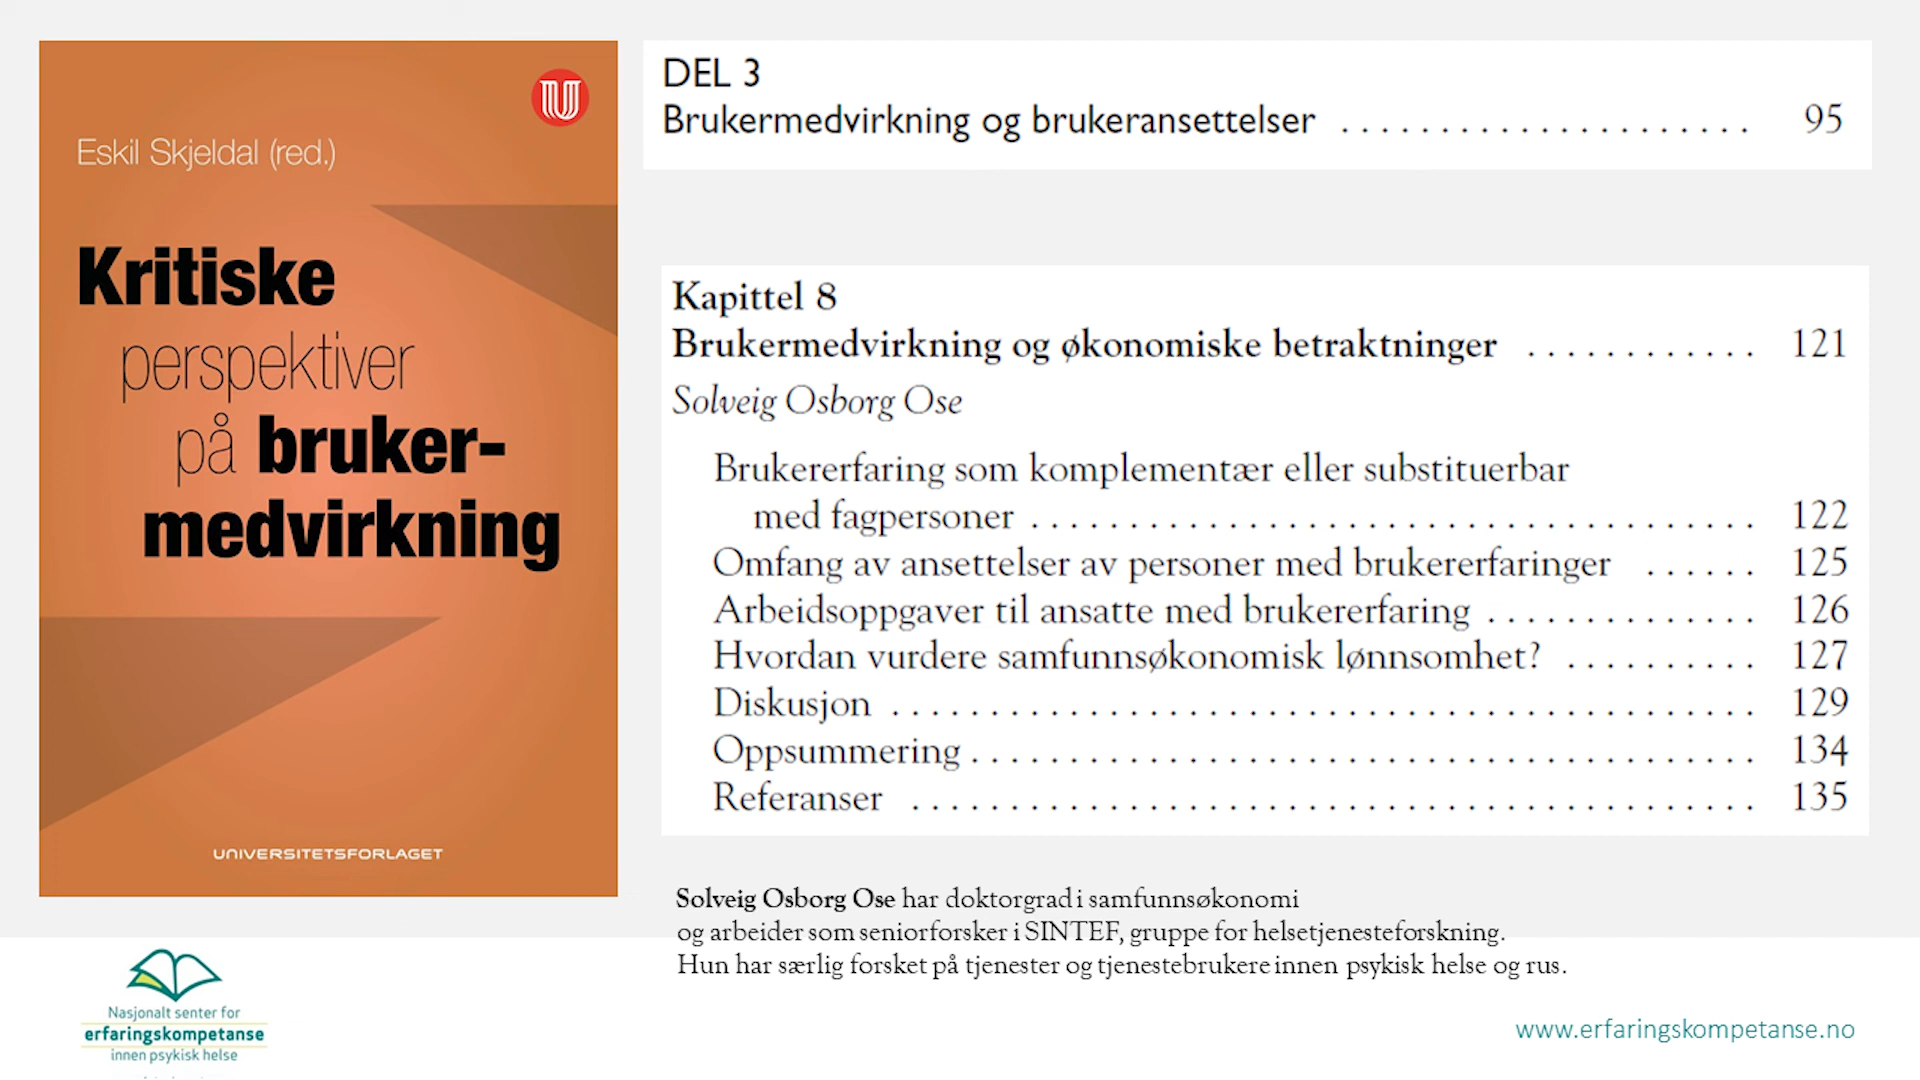 Eskil Skjeldal (red.)
Kritiske
perspektiver
på bruker-
medvirkning
UNIVERSITETSFORLAGET
DEL 3
Brukermedvirkning og brukeransettelser . . . . . . . . . . . . . . . . . . . . . 95
Kapittel 8
Brukermedvirkning og økonomiske betraktninger . . . . . . . . . . . . 121
Solveig Osborg Ose
Brukererfaring som komplementær eller substituerbar
med fagpersoner . . . . . . . . . . . . . . . . . . . . . . . . . . . . . . . . . . . . . 122
Omfang av ansettelser av personer med brukererfaringer . . . . . . 125
Arbeidsoppgaver til ansatte med brukererfaring . . . . . . . . . . . . . . 126
Hvordan vurdere samfunnsøkonomisk lønnsomhet? . . . . . . . . . . 127
Diskusjon . . . . . . . . . . . . . . . . . . . . . . . . . . . . . . . . . . . . . . . . . . . . 129
Oppsummering . . . . . . . . . . . . . . . . . . . . . . . . . . . . . . . . . . . . . . . . 134
Referanser . . . . . . . . . . . . . . . . . . . . . . . . . . . . . . . . . . . . . . . . . . . 135
Solveig Osborg Ose har doktorgrad i samfunnsøkonomi
og arbeider som seniorforsker i SINTEF, gruppe for helsetjenesteforskning.
Hun har særlig forsket på tjenester og tjenestebrukere innen psykisk helse og rus.
Nasjonalt senter for
erfaringskompetanse
innen psykisk helse
www.erfaringskompetanse.no